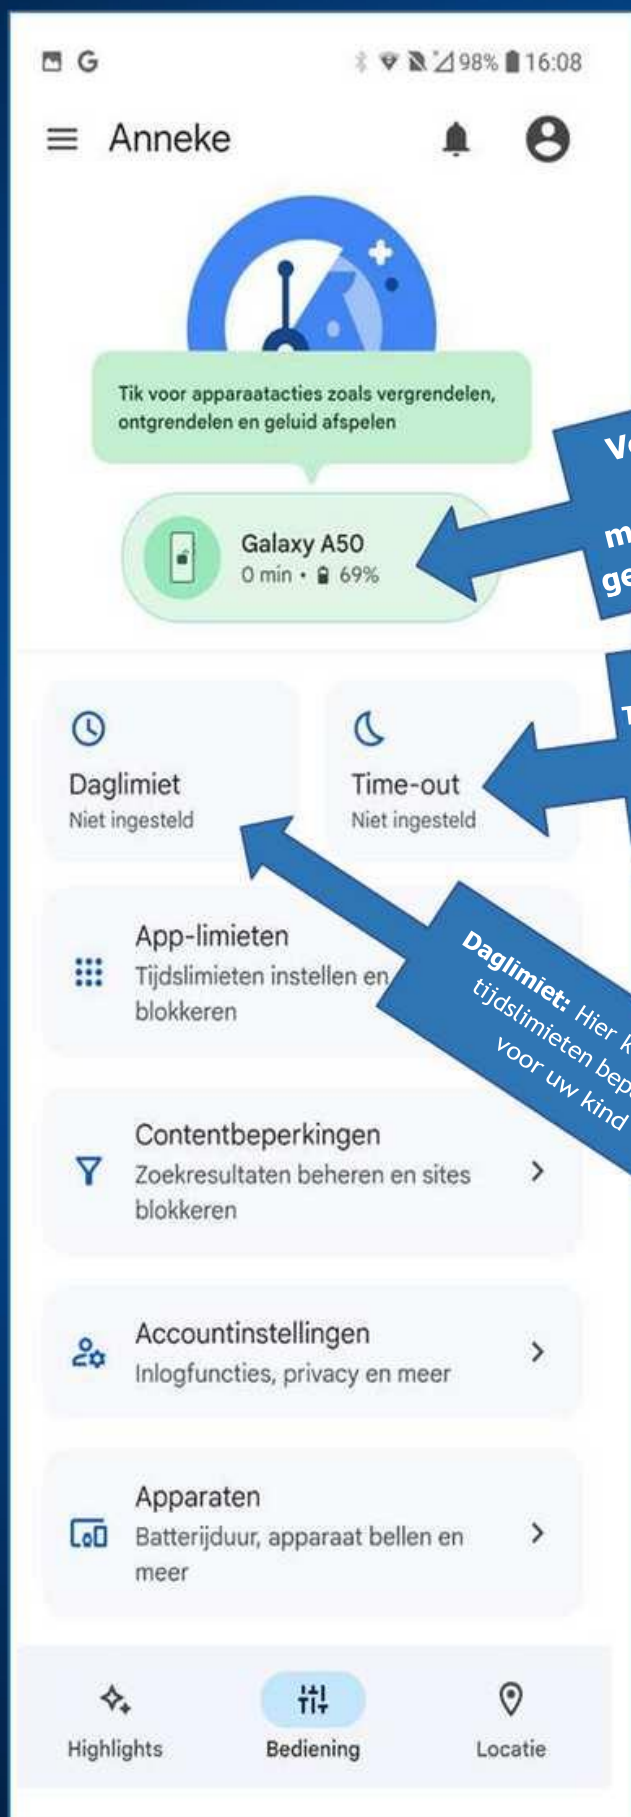 G
98% 16:08
Anneke
Tik voor apparaatacties zoals vergrendelen,
ontgrendelen en geluid afspelen
Galaxy A50
0 min • 69%
Daglimiet
Niet ingesteld
Time-out
Niet ingesteld
App-limieten
Tijdslimieten instellen en
blokkeren
Daglimiet: Hier
tijdslimieten
voor uw kind
Contentbeperkingen
Zoekresultaten beheren en sites
blokkeren
Accountinstellingen
Inlogfuncties, privacy en meer
Apparaten
Batterijduur, apparaat bellen en
meer
Highlights
Bediening
Locatie